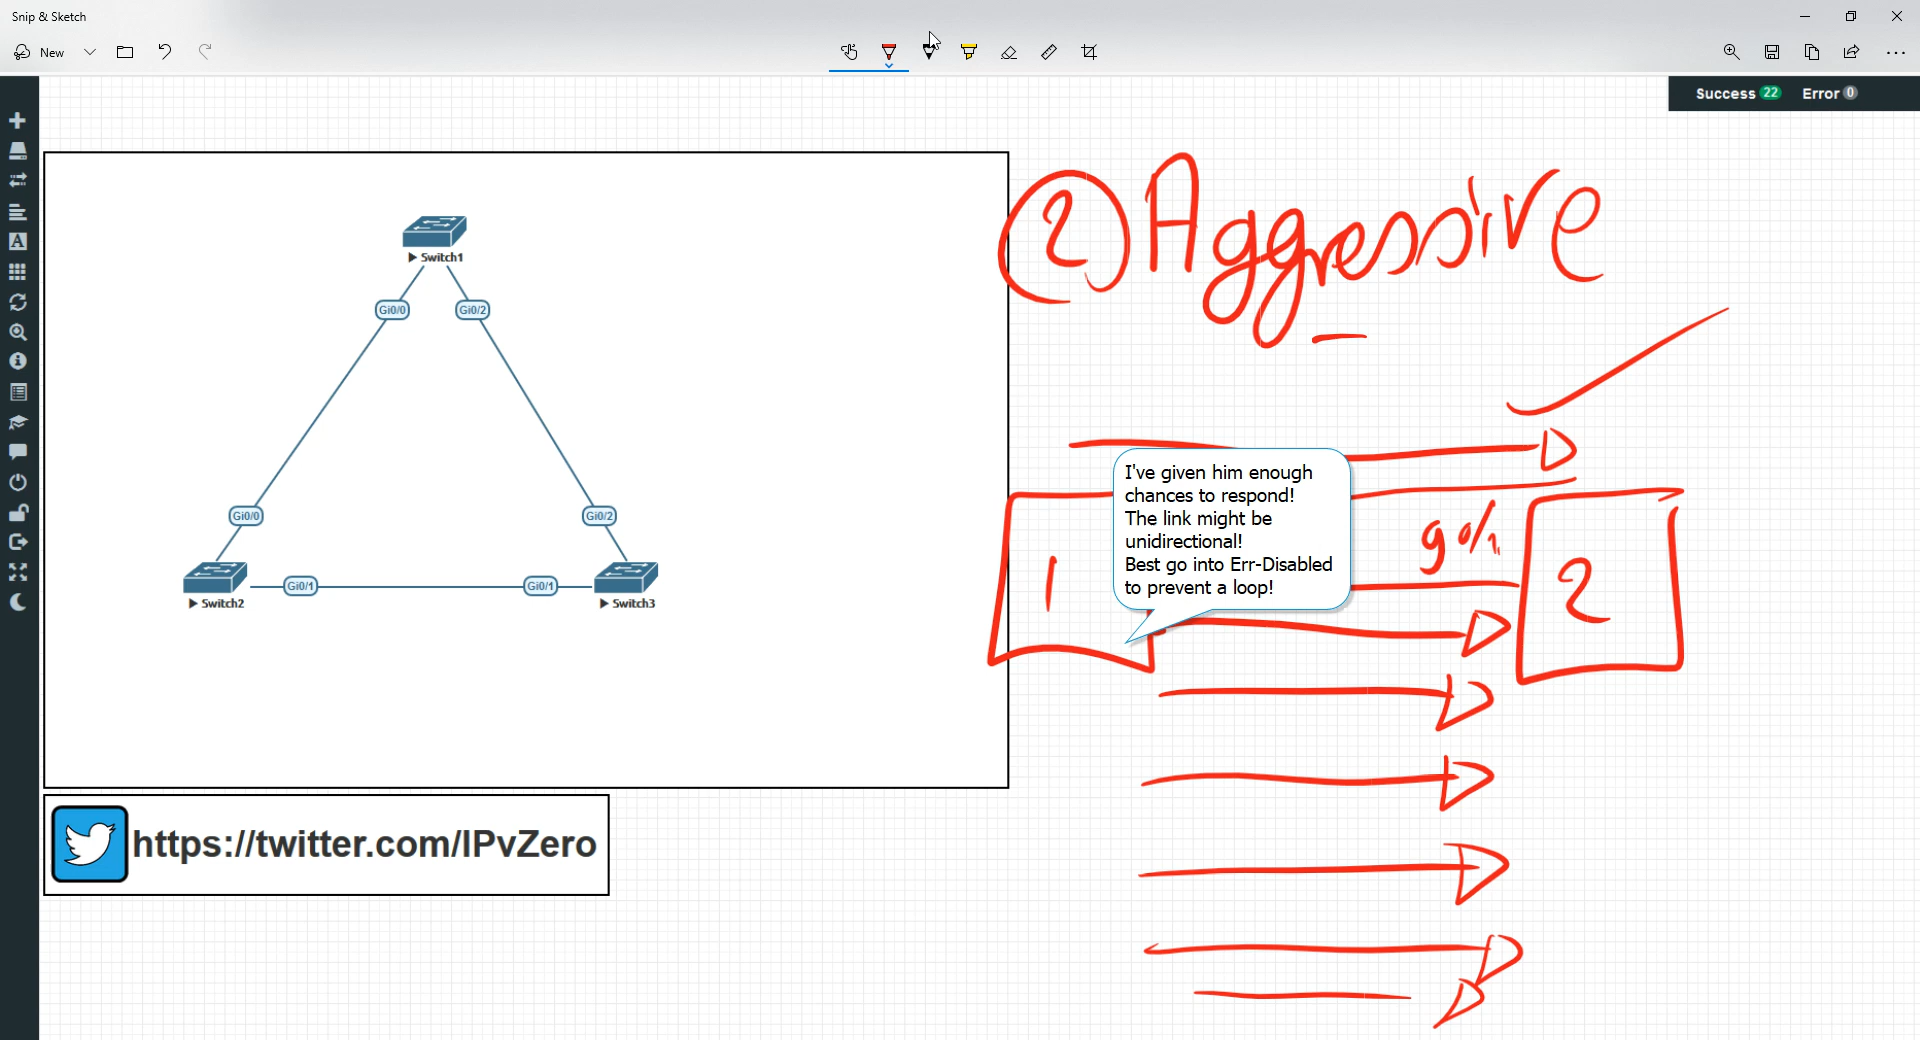 Snip & Sketch
New
Success 22 Error 0
2 Aggressive
Switch1
Gi0/0
Gi0/2
I've given him enough
chances to respond!
The link might be
unidirectional!
Best go into Err-Disabled
to prevent a loop!
Gi0/0
Gi0/2
g0/1
1
2
Gi0/1
Gi0/1
Switch2
Switch3
https://twitter.com/IPvZero